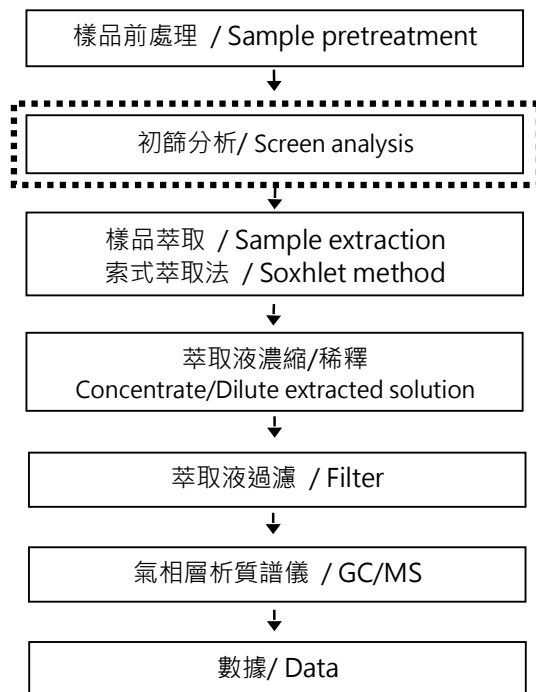 樣品前處理 / Sample pretreatment
初篩分析/ Screen analysis
樣品萃取 / Sample extraction
索式萃取法 / Soxhlet method
萃取液濃縮/稀釋
Concentrate/Dilute extracted solution
萃取液過濾 / Filter
氣相層析質譜儀 / GC/MS
數據/ Data